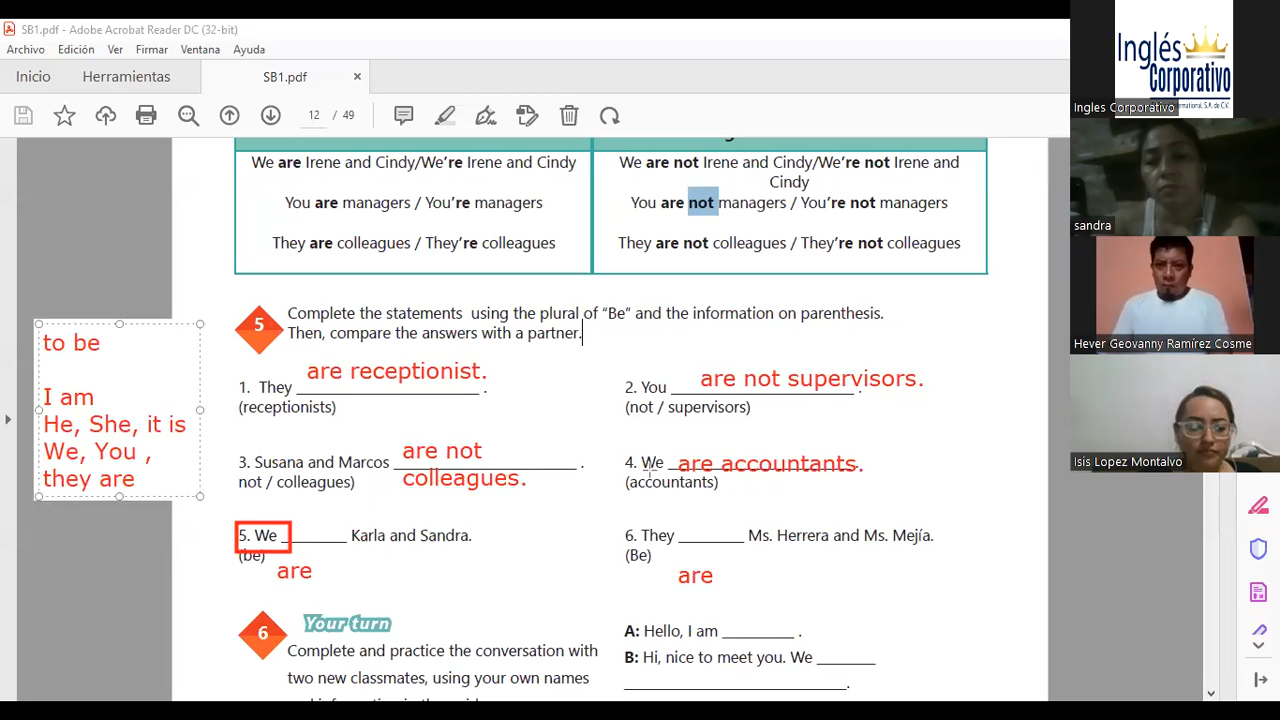 SB1.pdf - Adobe Acrobat Reader DC (32-bit)
Archivo Edición Ver Firmar Ventana Ayuda
Inicio Herramientas SB1.pdf ×
12 / 49
We are Irene and Cindy/We're Irene and Cindy
You are managers / You're managers
They are colleagues / They're colleagues
We are not Irene and Cindy/We're not Irene and
Cindy
You are not managers / You're not managers
They are not colleagues / They're not colleagues
5
Complete the statements using the plural of “Be” and the information on parenthesis.
Then, compare the answers with a partner.
to be
I am
He, She, it is
We, You ,
they are
1. They ____________ .
are receptionist.
(receptionists)
2. You ____________ .
are not supervisors.
(not / supervisors)
3. Susana and Marcos ____________ .
are not
colleagues.
not / colleagues)
4. We ____________
are accountants.
(accountants)
5. We ________ Karla and Sandra.
(be)
are
6. They ________ Ms. Herrera and Ms. Mejía.
(Be)
are
6
Your turn
Complete and practice the conversation with
two new classmates, using your own names
A: Hello, I am _________ .
B: Hi, nice to meet you. We _______
____________________________.
Inglés
Corporativo
International, S.A. de C.V.
Ingles Corporativo
sandra
Hever Geovanny Ramírez Cosme
Isis Lopez Montalvo